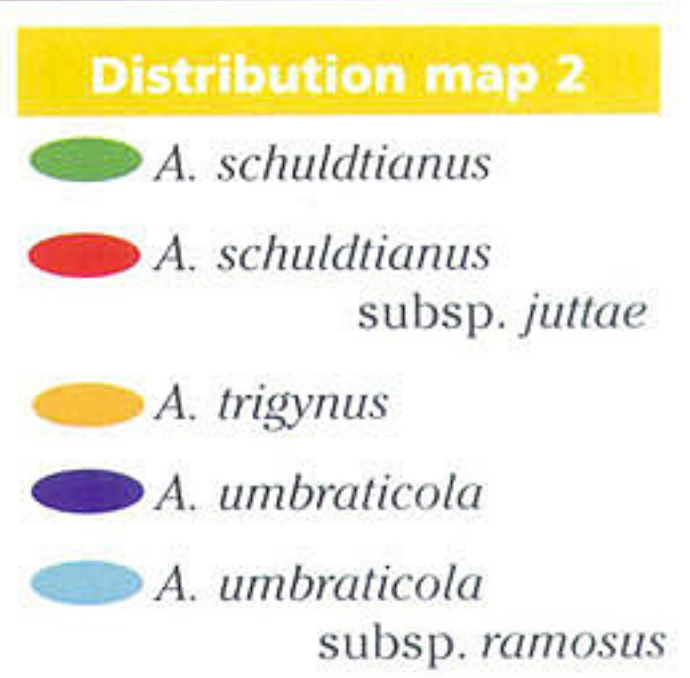 Distribution map 2
A. schuldtianus
A. schuldtianus
subsp. juttae
A. trigynus
A. umbraticola
A. umbraticola
subsp. ramosus